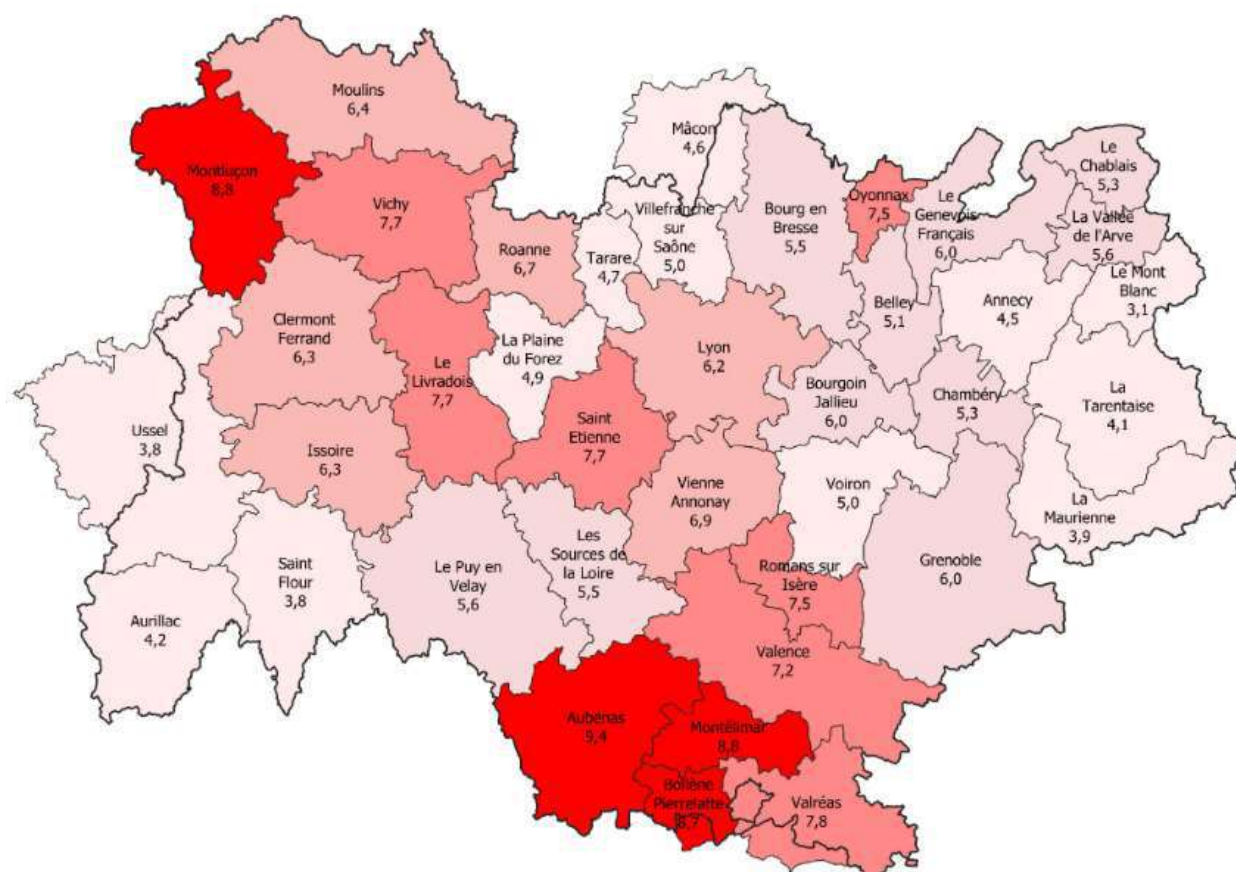 Moulins
6,4
Montluçon
8,8
Vichy
7,7
Mâcon
4,6
Le
Chablais
5,3
Oyonnax
7,5
Le
Genevois
Français
6,0
La Vallée
de l'Arve
5,6
Villefranche
sur
Saône
5,0
Bourg en
Bresse
5,5
Roanne
6,7
Tarare
4,7
Le Mont
Blanc
3,1
Annecy
4,5
Belley
5,1
Clermont
Ferrand
6,3
Le
Livradois
7,7
La Plaine
du Forez
4,9
Lyon
6,2
Bourgoin
Jallieu
6,0
Chambéry
5,3
La
Tarentaise
4,1
Ussel
3,8
Issoire
6,3
Saint
Etienne
7,7
Vienne
Annonay
6,9
Voiron
5,0
La
Maurienne
3,9
Saint
Flour
3,8
Le Puy en
Velay
5,6
Les
Sources de
la Loire
5,5
Romans sur
Isère
7,5
Grenoble
6,0
Aurillac
4,2
Valence
7,2
Aubenas
9,4
Montélimar
8,8
Bollène
Pierrelatte
8,7
Valréas
7,8